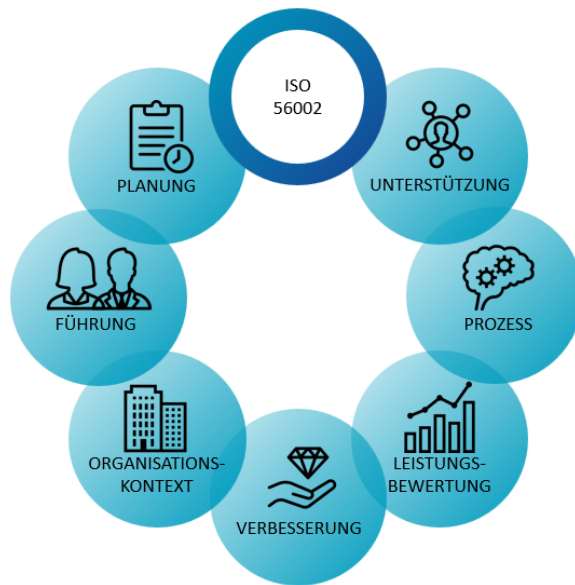 ISO
56002
PLANUNG
UNTERSTÜTZUNG
FÜHRUNG
PROZESS
ORGANISATIONS-
KONTEXT
LEISTUNGS-
BEWERTUNG
VERBESSERUNG